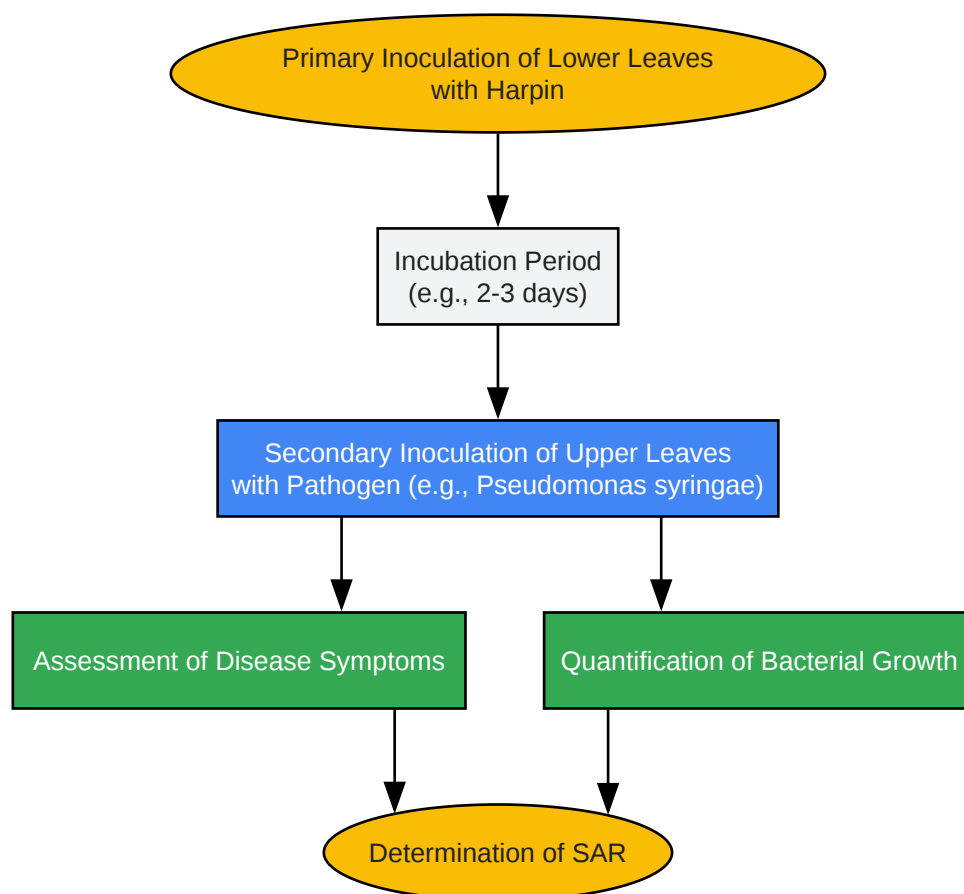 Primary Inoculation of Lower Leaves
with Harpin
Incubation Period
(e.g., 2-3 days)
Secondary Inoculation of Upper Leaves
with Pathogen (e.g., Pseudomonas syringae)
Assessment of Disease Symptoms
Quantification of Bacterial Growth
Determination of SAR